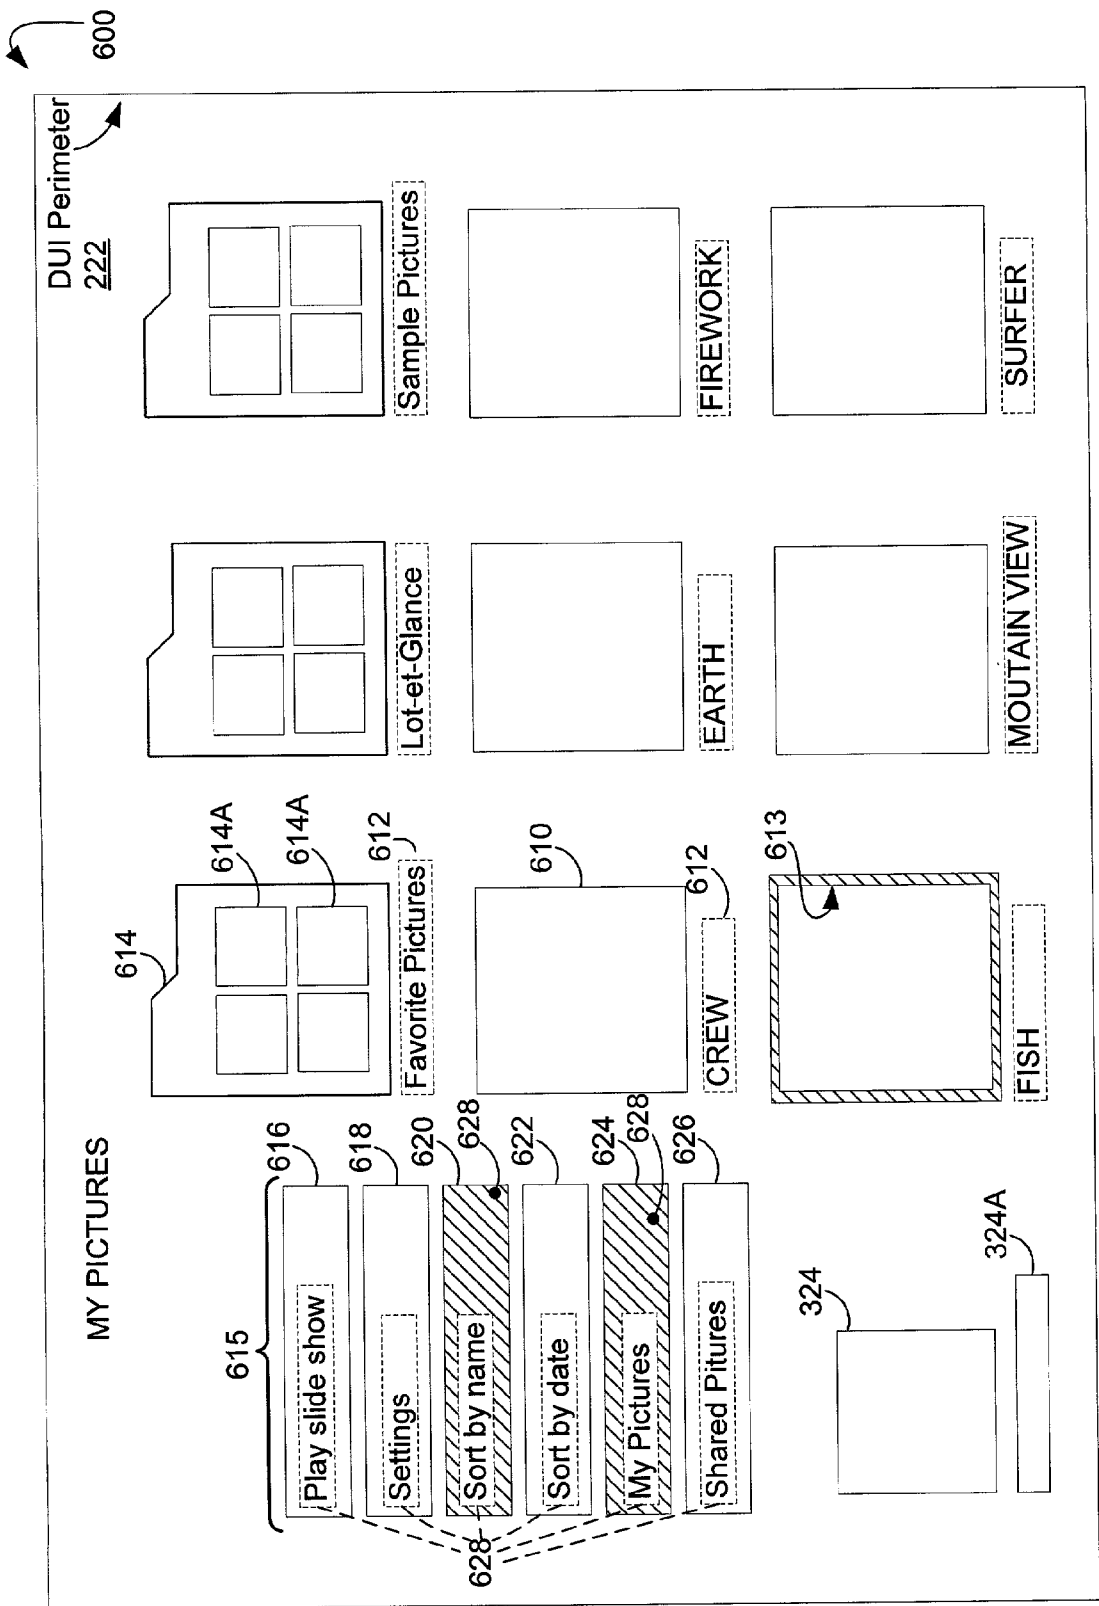 600
DUI Perimeter
222
MY PICTURES
615
616
Play slide show
618
Settings
620
628
Sort by name
622
Sort by date
624
628
My Pictures
626
Shared Pitures
628
324
324A
614
614A
614A
612
Favorite Pictures
Lot-et-Glance
Sample Pictures
610
612
CREW
EARTH
FIREWORK
613
FISH
MOUTAIN VIEW
SURFER